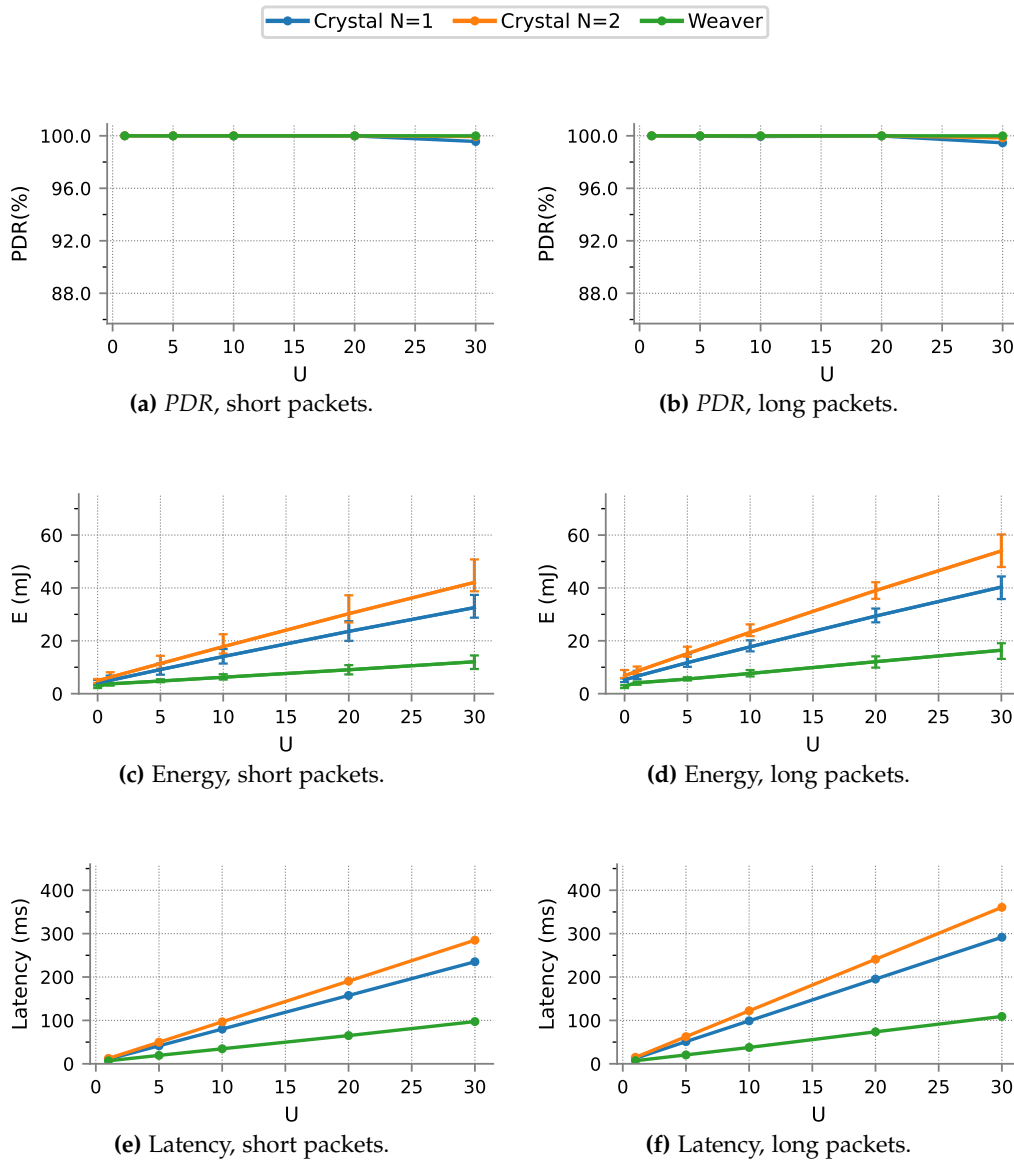 Crystal N=1 Crystal N=2 Weaver
100.0
96.0
92.0
88.0
PDR(%)
0 5 10 15 20 25 30
U
(a) PDR, short packets.
100.0
96.0
92.0
88.0
PDR(%)
0 5 10 15 20 25 30
U
(b) PDR, long packets.
60
40
20
0
E (mJ)
0 5 10 15 20 25 30
U
(c) Energy, short packets.
60
40
20
0
E (mJ)
0 5 10 15 20 25 30
U
(d) Energy, long packets.
400
300
200
100
0
Latency (ms)
0 5 10 15 20 25 30
U
(e) Latency, short packets.
400
300
200
100
0
Latency (ms)
0 5 10 15 20 25 30
U
(f) Latency, long packets.